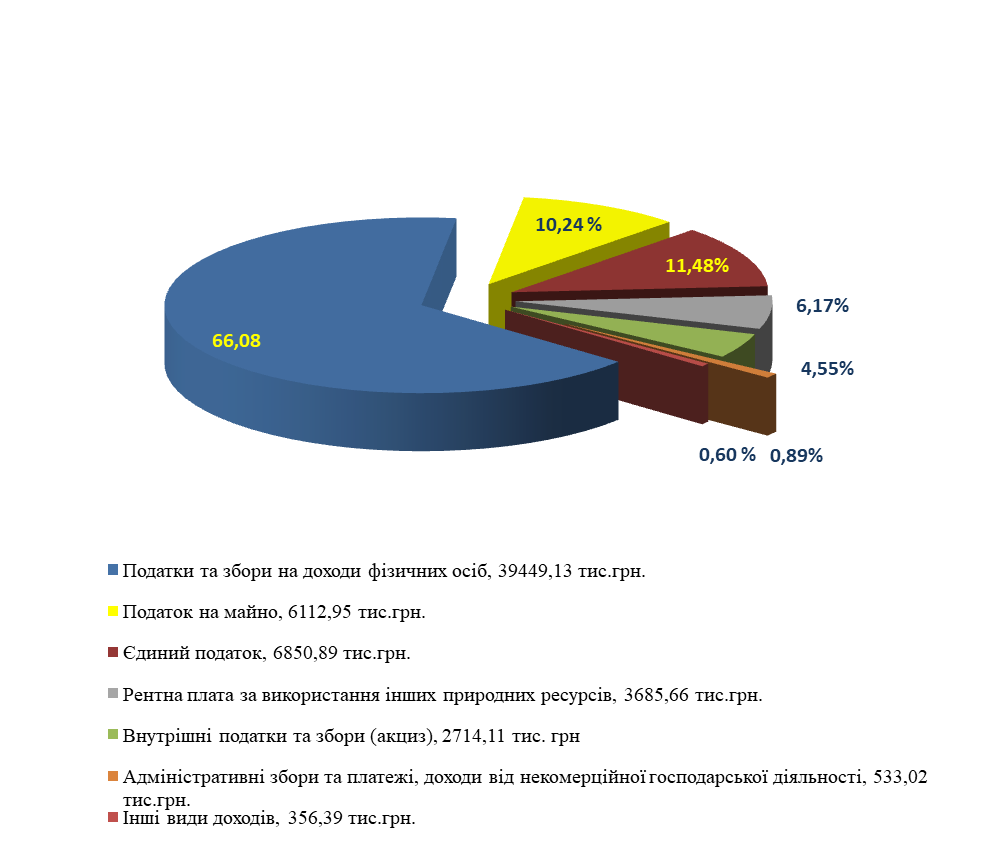 10,24 %
11,48%
6,17%
66,08
4,55%
0,60 %
0,89%
Податки та збори на доходи фізичних осіб, 39449,13 тис.грн.
Податок на майно, 6112,95 тис.грн.
Єдиний податок, 6850,89 тис.грн.
Рентна плата за використання інших природних ресурсів, 3685,66 тис.грн.
Внутрішні податки та збори (акциз), 2714,11 тис. грн
Адміністративні збори та платежі, доходи від некомерційної господарської діяльності, 533,02
тис.грн.
Інші види доходів, 356,39 тис.грн.